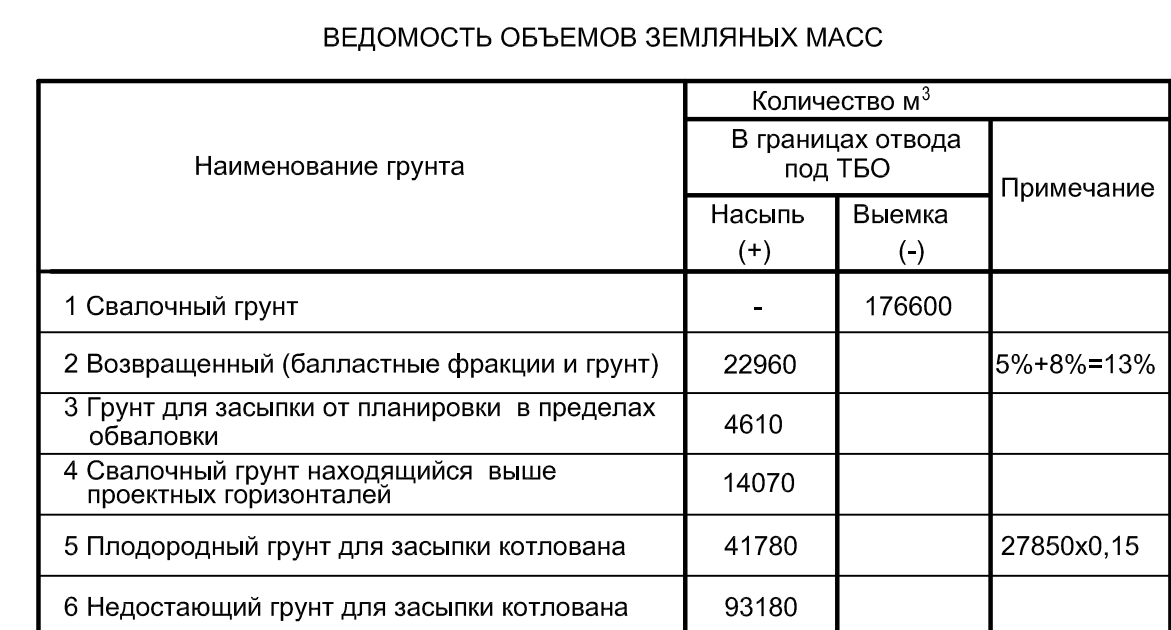 ВЕДОМОСТЬ ОБЪЕМОВ ЗЕМЛЯНЫХ МАСС
Наименование грунта
Количество м³
В границах отвода
под ТБО
Примечание
Насыпь
(+)
Выемка
(-)
1 Свалочный грунт - 176600
2 Возвращенный (балластные фракции и грунт) 22960 5%+8%=13%
3 Грунт для засыпки от планировки в пределах
обваловки 4610
4 Свалочный грунт находящийся выше
проектных горизонталей 14070
5 Плодородный грунт для засыпки котлована 41780 27850х0,15
6 Недостающий грунт для засыпки котлована 93180